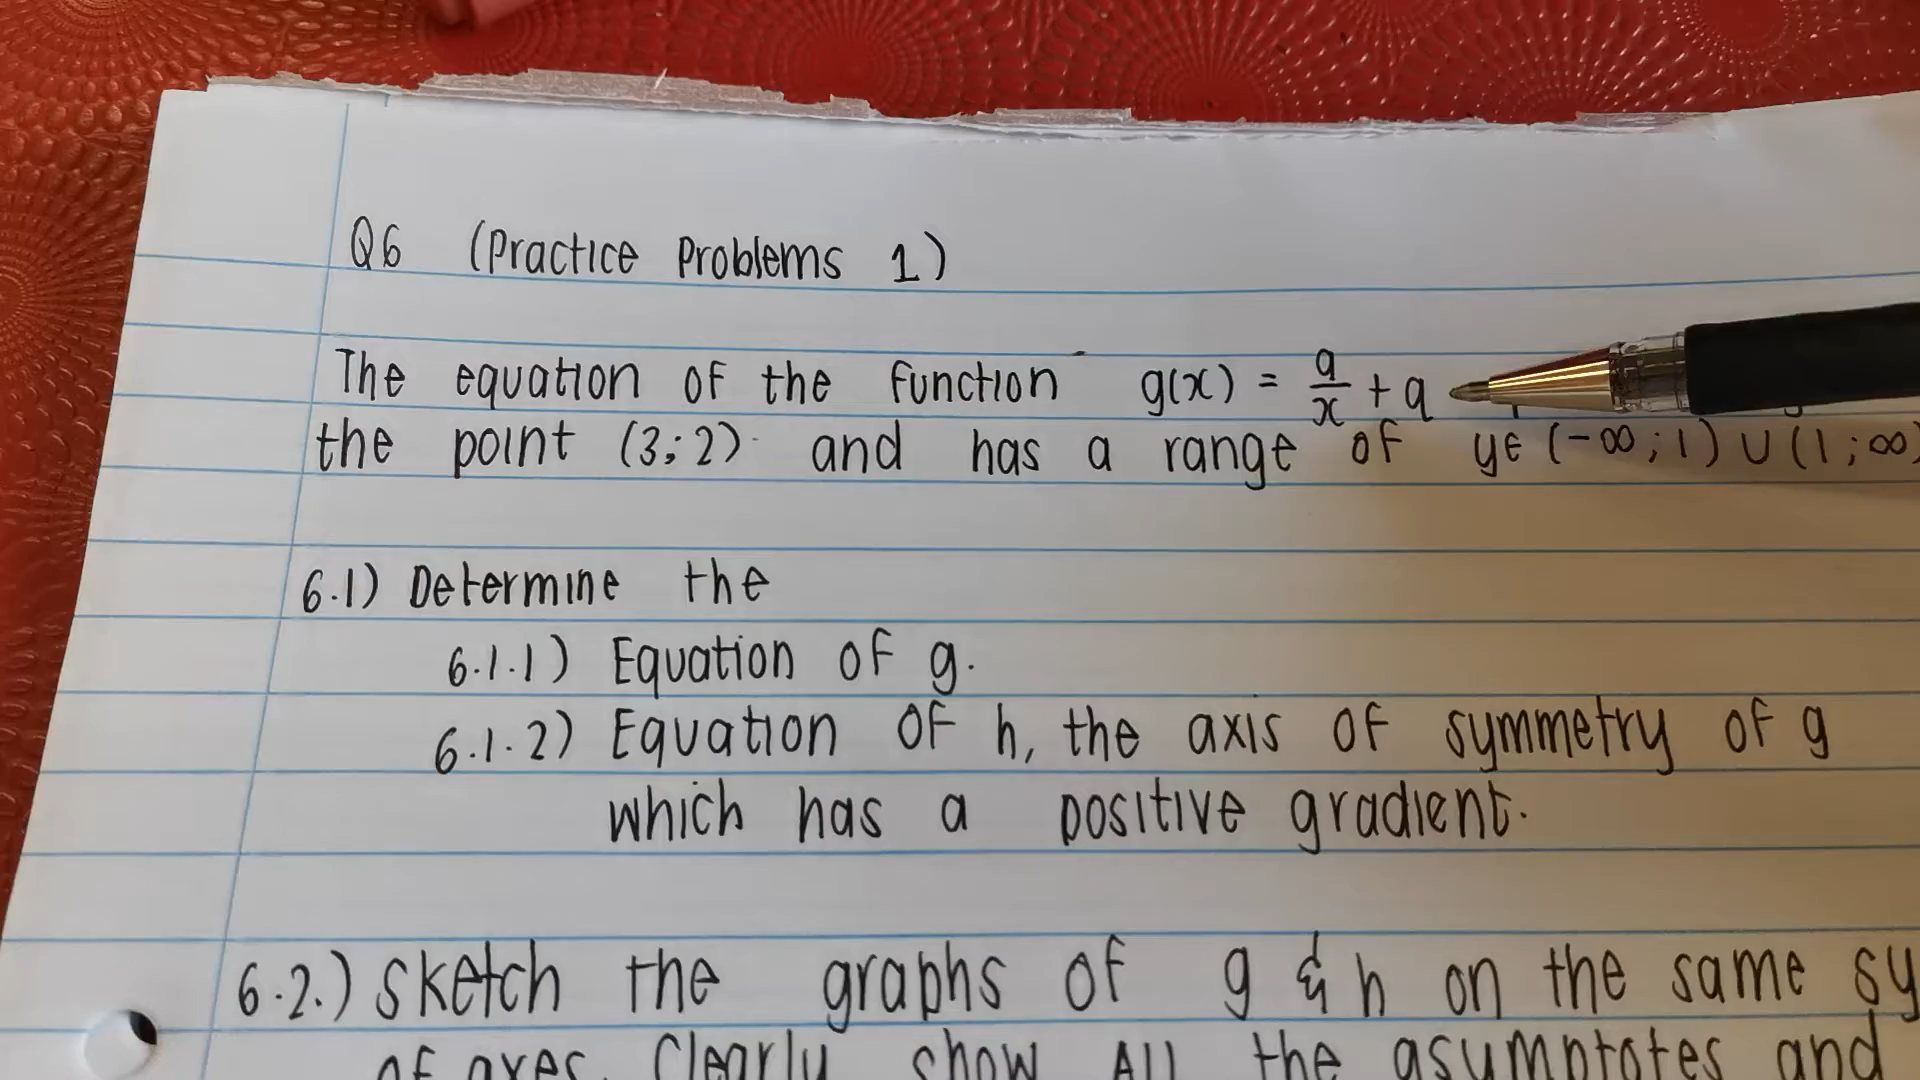 Q6 (Practice Problems 1)
The equation of the function g(x) = a/x + q
the point (3;2) and has a range of y∈ (-∞;1) ∪ (1;∞)
6.1) Determine the
6.1.1) Equation of g.
6.1.2) Equation of h, the axis of symmetry of g
which has a positive gradient.
6.2.) Sketch the graphs of g & h on the same sy
of axes. Clearly show All the asymptotes and